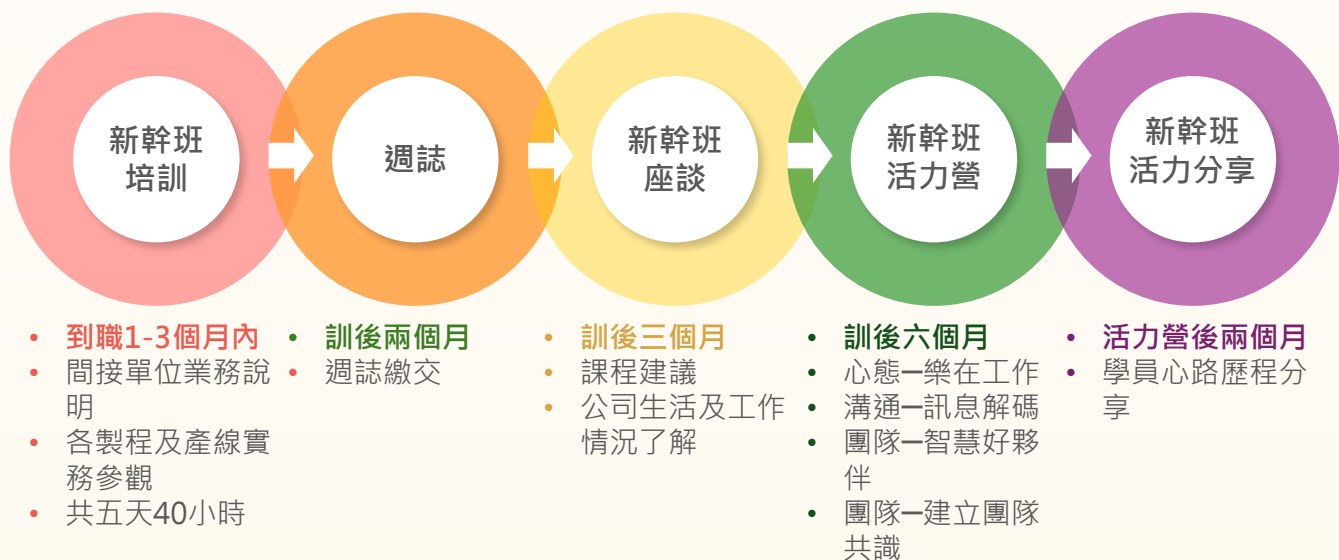 新幹班
培訓
週誌
新幹班
座談
新幹班
活力營
新幹班
活力分享
• 到職1-3個月內
• 間接單位業務說
明
• 各製程及產線實
務參觀
• 共五天40小時
• 訓後兩個月
• 週誌繳交
• 訓後三個月
• 課程建議
• 公司生活及工作
情況了解
• 訓後六個月
• 心態─樂在工作
• 溝通─訊息解碼
• 團隊─智慧好夥
伴
• 團隊─建立團隊
共識
• 活力營後兩個月
• 學員心路歷程分
享